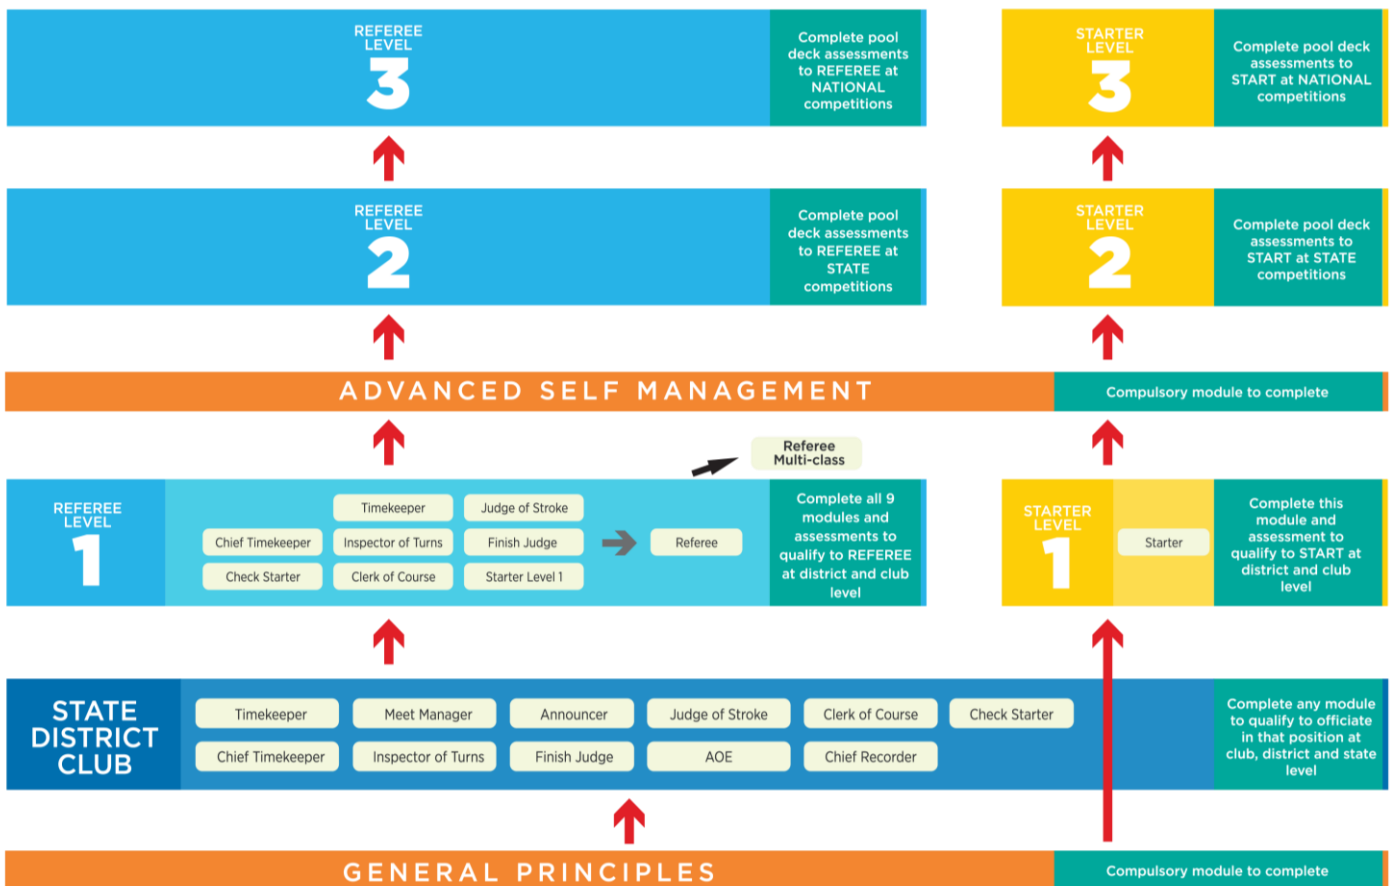 REFEREE
LEVEL
3
Complete pool
deck assessments
to REFEREE at
NATIONAL
competitions
STARTER
LEVEL
3
Complete pool deck
assessments to
START at NATIONAL
competitions
REFEREE
LEVEL
2
Complete pool
deck assessments
to REFEREE at
STATE
competitions
STARTER
LEVEL
2
Complete pool deck
assessments to
START at STATE
competitions
ADVANCED SELF MANAGEMENT
Compulsory module to complete
Referee
Multi-class
REFEREE
LEVEL
1
Timekeeper
Judge of Stroke
Chief Timekeeper
Inspector of Turns
Finish Judge
Referee
Check Starter
Clerk of Course
Starter Level 1
Complete all 9
modules and
assessments to
qualify to REFEREE
at district and club
level
STARTER
LEVEL
1
Starter
Complete this
module and
assessment to
qualify to START at
district and club
level
STATE
DISTRICT
CLUB
Timekeeper
Meet Manager
Announcer
Judge of Stroke
Clerk of Course
Check Starter
Chief Timekeeper
Inspector of Turns
Finish Judge
AOE
Chief Recorder
Complete any module
to qualify to officiate
in that position at
club, district and state
level
GENERAL PRINCIPLES
Compulsory module to complete